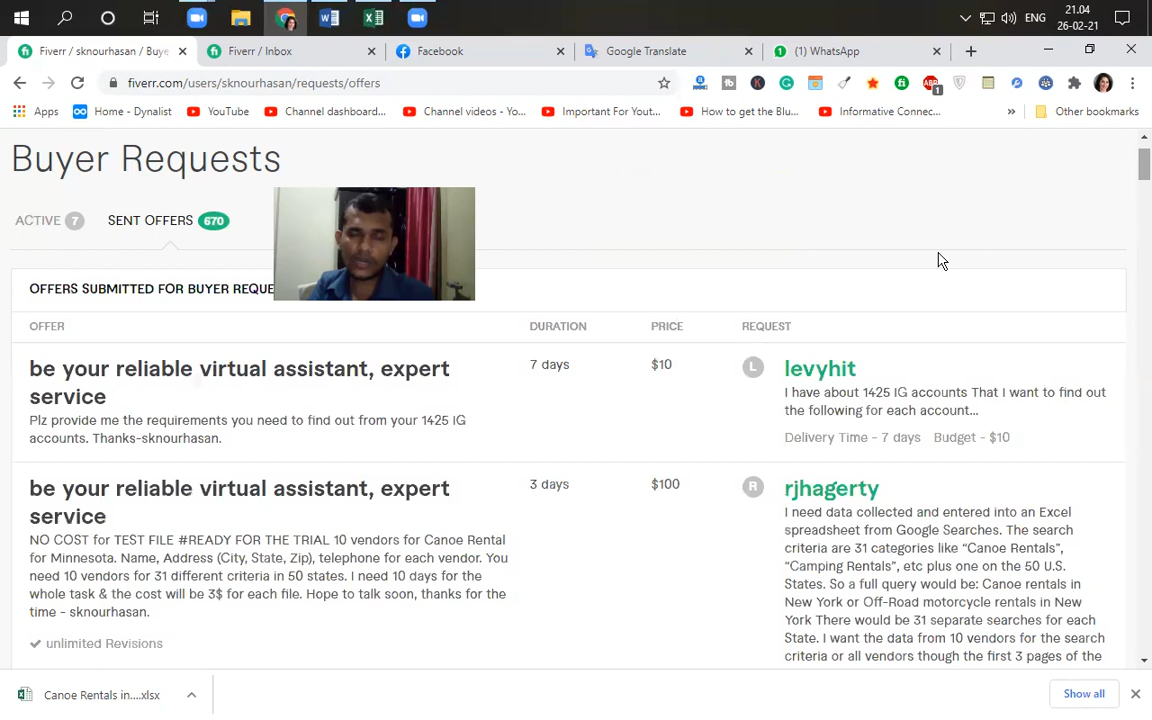 ENG
21.04
26-02-21
Fiverr / sknourhasan / Buye
Fiverr / Inbox
Facebook
Google Translate
(1) WhatsApp
fiverr.com/users/sknourhasan/requests/offers
Apps
Home - Dynalist
YouTube
Channel dashboard...
Channel videos - Yo...
Important For Yout...
How to get the Blu...
Informative Connec...
Other bookmarks
Buyer Requests
ACTIVE 7
SENT OFFERS 670
OFFERS SUBMITTED FOR BUYER REQUE
OFFER
DURATION
PRICE
REQUEST
be your reliable virtual assistant, expert
service
Plz provide me the requirements you need to find out from your 1425 IG
accounts. Thanks-sknourhasan.
7 days
$10
L
levyhit
I have about 1425 IG accounts That I want to find out
the following for each account...
Delivery Time - 7 days Budget - $10
be your reliable virtual assistant, expert
service
NO COST for TEST FILE #READY FOR THE TRIAL 10 vendors for Canoe Rental
for Minnesota. Name, Address (City, State, Zip), telephone for each vendor. You
need 10 vendors for 31 different criteria in 50 states. I need 10 days for the
whole task & the cost will be 3$ for each file. Hope to talk soon, thanks for the
time - sknourhasan.
unlimited Revisions
3 days
$100
R
rjhagerty
I need data collected and entered into an Excel
spreadsheet from Google Searches. The search
criteria are 31 categories like “Canoe Rentals”,
“Camping Rentals”, etc plus one on the 50 U.S.
States. So a full query would be: Canoe rentals in
New York or Off-Road motorcycle rentals in New
York There would be 31 separate searches for each
State. I want the data from 10 vendors for the search
criteria or all vendors though the first 3 pages of the
Canoe Rentals in....xlsx
Show all